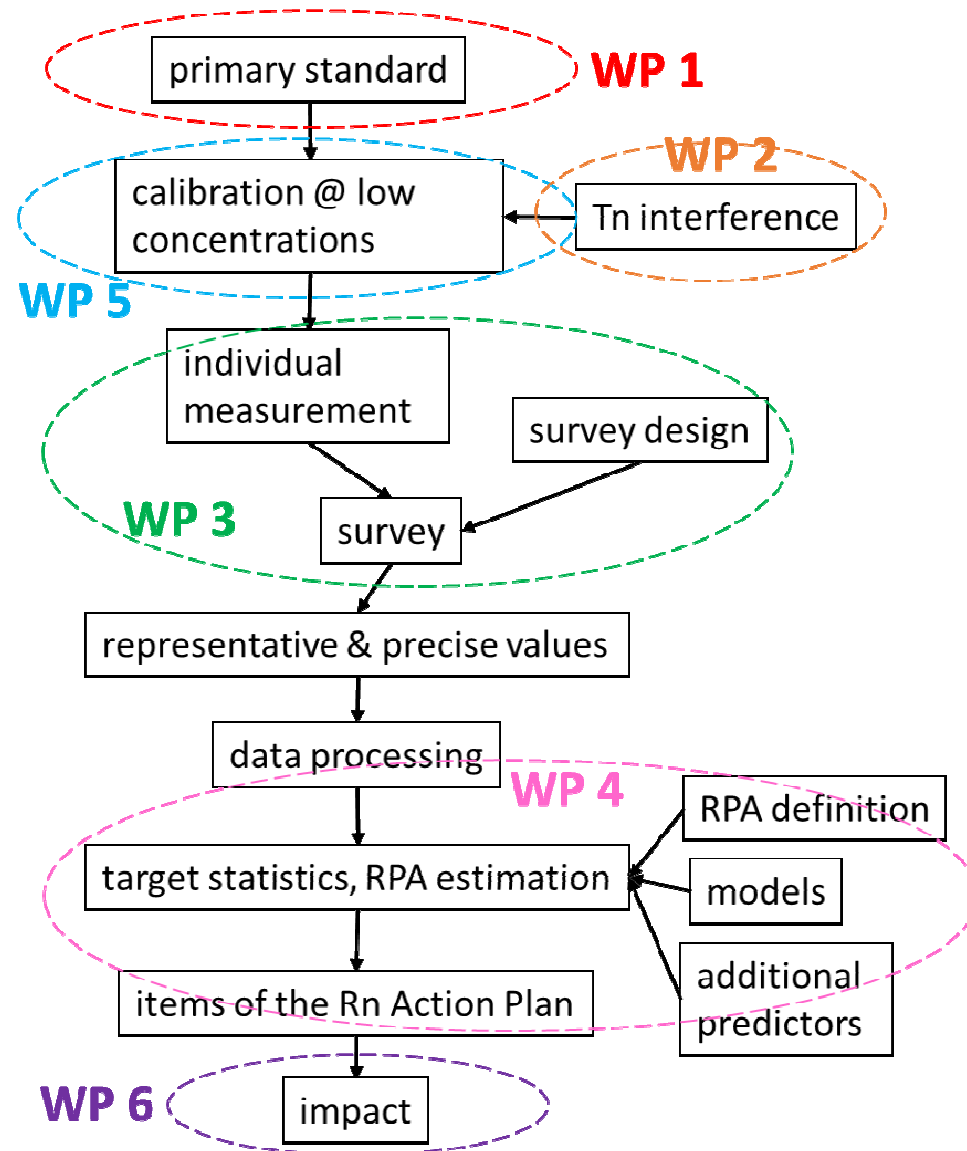 primary standard
WP 1
WP 2
calibration @ low
concentrations
Tn interference
WP 5
individual
measurement
survey design
WP 3
survey
representative & precise values
data processing
WP 4
RPA definition
target statistics, RPA estimation
models
additional
predictors
items of the Rn Action Plan
WP 6
impact